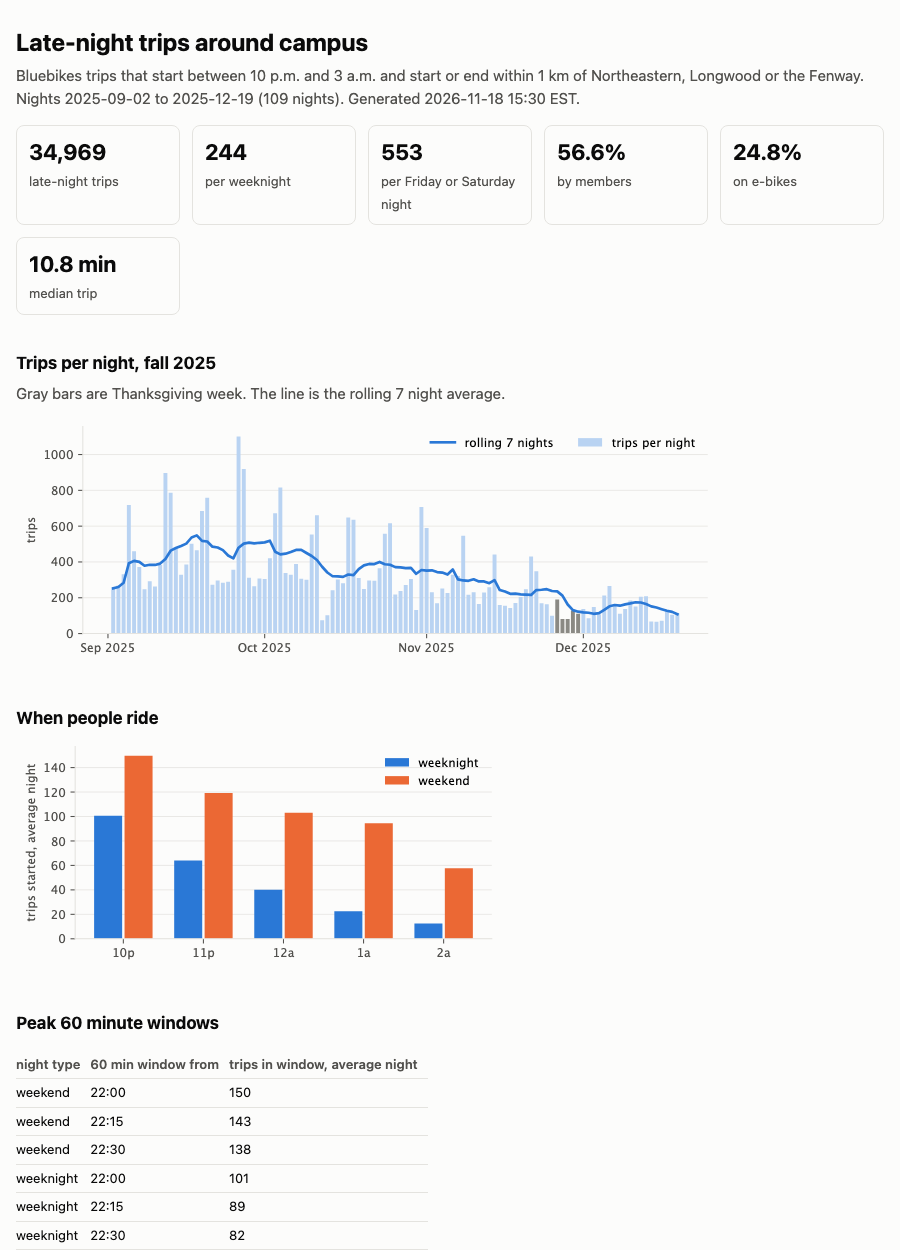 Late-night trips around campus
Bluebikes trips that start between 10 p.m. and 3 a.m. and start or end within 1 km of Northeastern, Longwood or the Fenway.
Nights 2025-09-02 to 2025-12-19 (109 nights). Generated 2026-11-18 15:30 EST.
34,969
late-night trips
244
per weeknight
553
per Friday or Saturday
night
56.6%
by members
24.8%
on e-bikes
10.8 min
median trip
Trips per night, fall 2025
Gray bars are Thanksgiving week. The line is the rolling 7 night average.
rolling 7 nights
trips per night
trips
1000
800
600
400
200
0
Sep 2025 Oct 2025 Nov 2025 Dec 2025
When people ride
weeknight
weekend
trips started, average night
140
120
100
80
60
40
20
0
10p 11p 12a 1a 2a
Peak 60 minute windows
night type 60 min window from trips in window, average night
weekend 22:00 150
weekend 22:15 143
weekend 22:30 138
weeknight 22:00 101
weeknight 22:15 89
weeknight 22:30 82